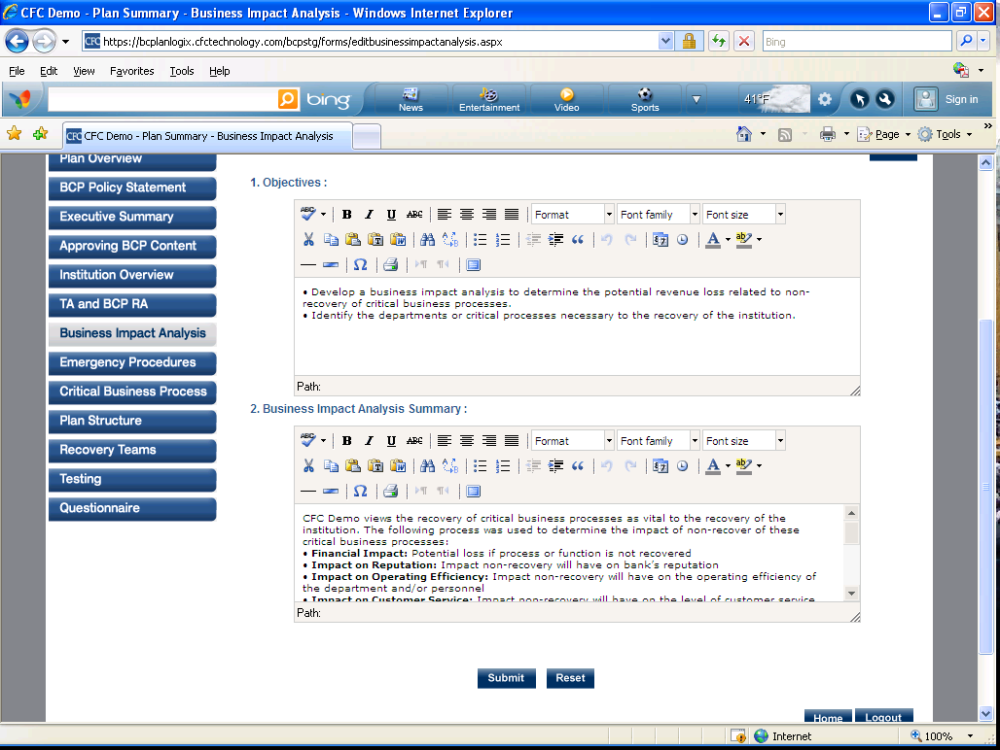 CFC Demo - Plan Summary - Business Impact Analysis - Windows Internet Explorer
CFC https://bcplanlogix.cfctechnology.com/bcpstg/forms/editbusinessimpactanalysis.aspx Bing
File Edit View Favorites Tools Help
bing News Entertainment Video Sports 41°F Sign in
CFC CFC Demo - Plan Summary - Business Impact Analysis Page Tools
Plan Overview
BCP Policy Statement
Executive Summary
Approving BCP Content
Institution Overview
TA and BCP RA
Business Impact Analysis
Emergency Procedures
Critical Business Process
Plan Structure
Recovery Teams
Testing
Questionnaire
1. Objectives :
ABC B I U ABC Format Font family Font size
A ab
Ω
• Develop a business impact analysis to determine the potential revenue loss related to non-
recovery of critical business processes.
• Identify the departments or critical processes necessary to the recovery of the institution.
Path:
2. Business Impact Analysis Summary :
ABC B I U ABC Format Font family Font size
A ab
Ω
CFC Demo views the recovery of critical business processes as vital to the recovery of the
institution. The following process was used to determine the impact of non-recover of these
critical business processes:
• Financial Impact: Potential loss if process or function is not recovered
• Impact on Reputation: Impact non-recovery will have on bank's reputation
• Impact on Operating Efficiency: Impact non-recovery will have on the operating efficiency of
the department and/or personnel
• Impact on Customer Service: Impact non-recovery will have on the level of customer service
Path:
Submit Reset
Home Logout
Internet 100%